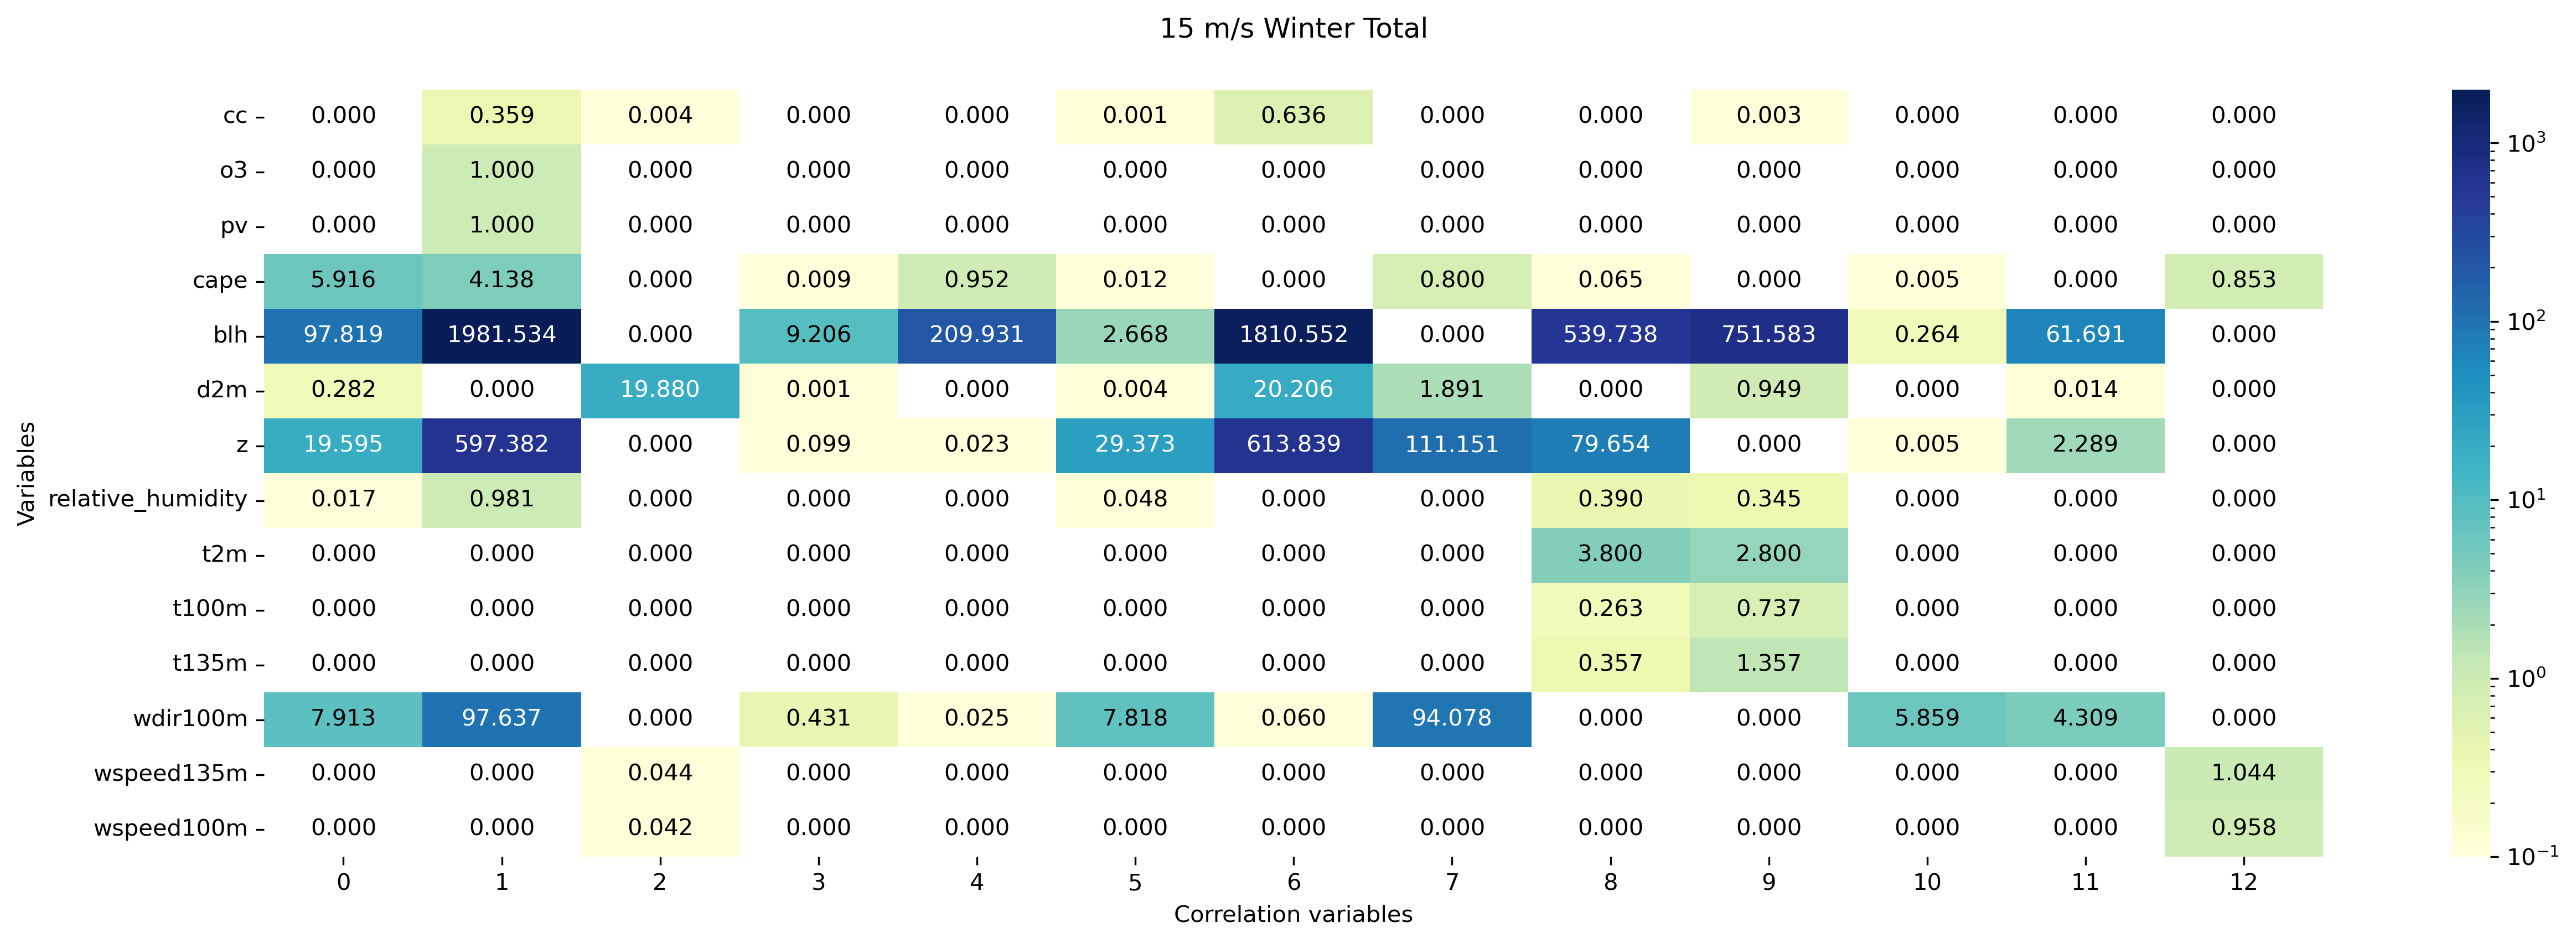 15 m/s Winter Total
cc 0.000 0.359 0.004 0.000 0.000 0.001 0.636 0.000 0.000 0.003 0.000 0.000 0.000
o3 0.000 1.000 0.000 0.000 0.000 0.000 0.000 0.000 0.000 0.000 0.000 0.000 0.000
pv 0.000 1.000 0.000 0.000 0.000 0.000 0.000 0.000 0.000 0.000 0.000 0.000 0.000
cape 5.916 4.138 0.000 0.009 0.952 0.012 0.000 0.800 0.065 0.000 0.005 0.000 0.853
blh 97.819 1981.534 0.000 9.206 209.931 2.668 1810.552 0.000 539.738 751.583 0.264 61.691 0.000
d2m 0.282 0.000 19.880 0.001 0.000 0.004 20.206 1.891 0.000 0.949 0.000 0.014 0.000
z 19.595 597.382 0.000 0.099 0.023 29.373 613.839 111.151 79.654 0.000 0.005 2.289 0.000
relative_humidity 0.017 0.981 0.000 0.000 0.000 0.048 0.000 0.000 0.390 0.345 0.000 0.000 0.000
t2m 0.000 0.000 0.000 0.000 0.000 0.000 0.000 0.000 3.800 2.800 0.000 0.000 0.000
t100m 0.000 0.000 0.000 0.000 0.000 0.000 0.000 0.000 0.263 0.737 0.000 0.000 0.000
t135m 0.000 0.000 0.000 0.000 0.000 0.000 0.000 0.000 0.357 1.357 0.000 0.000 0.000
wdir100m 7.913 97.637 0.000 0.431 0.025 7.818 0.060 94.078 0.000 0.000 5.859 4.309 0.000
wspeed135m 0.000 0.000 0.044 0.000 0.000 0.000 0.000 0.000 0.000 0.000 0.000 0.000 1.044
wspeed100m 0.000 0.000 0.042 0.000 0.000 0.000 0.000 0.000 0.000 0.000 0.000 0.000 0.958
0 1 2 3 4 5 6 7 8 9 10 11 12
Correlation variables
Variables
10³
10²
10¹
10⁰
10⁻¹